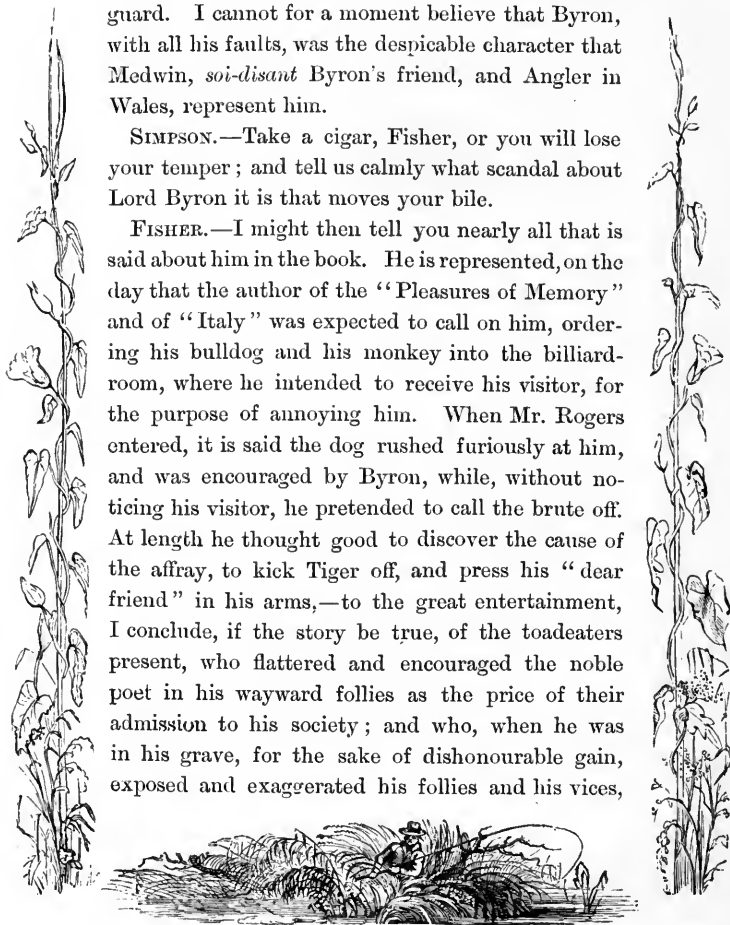 guard. I cannot for a moment believe that Byron,
with all his faults, was the despicable character that
Medwin, soi-disant Byron's friend, and Angler in
Wales, represent him.
SIMPSON.—Take a cigar, Fisher, or you will lose
your temper; and tell us calmly what scandal about
Lord Byron it is that moves your bile.
FISHER.—I might then tell you nearly all that is
said about him in the book. He is represented, on the
day that the author of the "Pleasures of Memory"
and of "Italy" was expected to call on him, order-
ing his bulldog and his monkey into the billiard-
room, where he intended to receive his visitor, for
the purpose of annoying him. When Mr. Rogers
entered, it is said the dog rushed furiously at him,
and was encouraged by Byron, while, without no-
ticing his visitor, he pretended to call the brute off.
At length he thought good to discover the cause of
the affray, to kick Tiger off, and press his "dear
friend" in his arms,—to the great entertainment,
I conclude, if the story be true, of the toadeaters
present, who flattered and encouraged the noble
poet in his wayward follies as the price of their
admission to his society; and who, when he was
in his grave, for the sake of dishonourable gain,
exposed and exaggerated his follies and his vices,